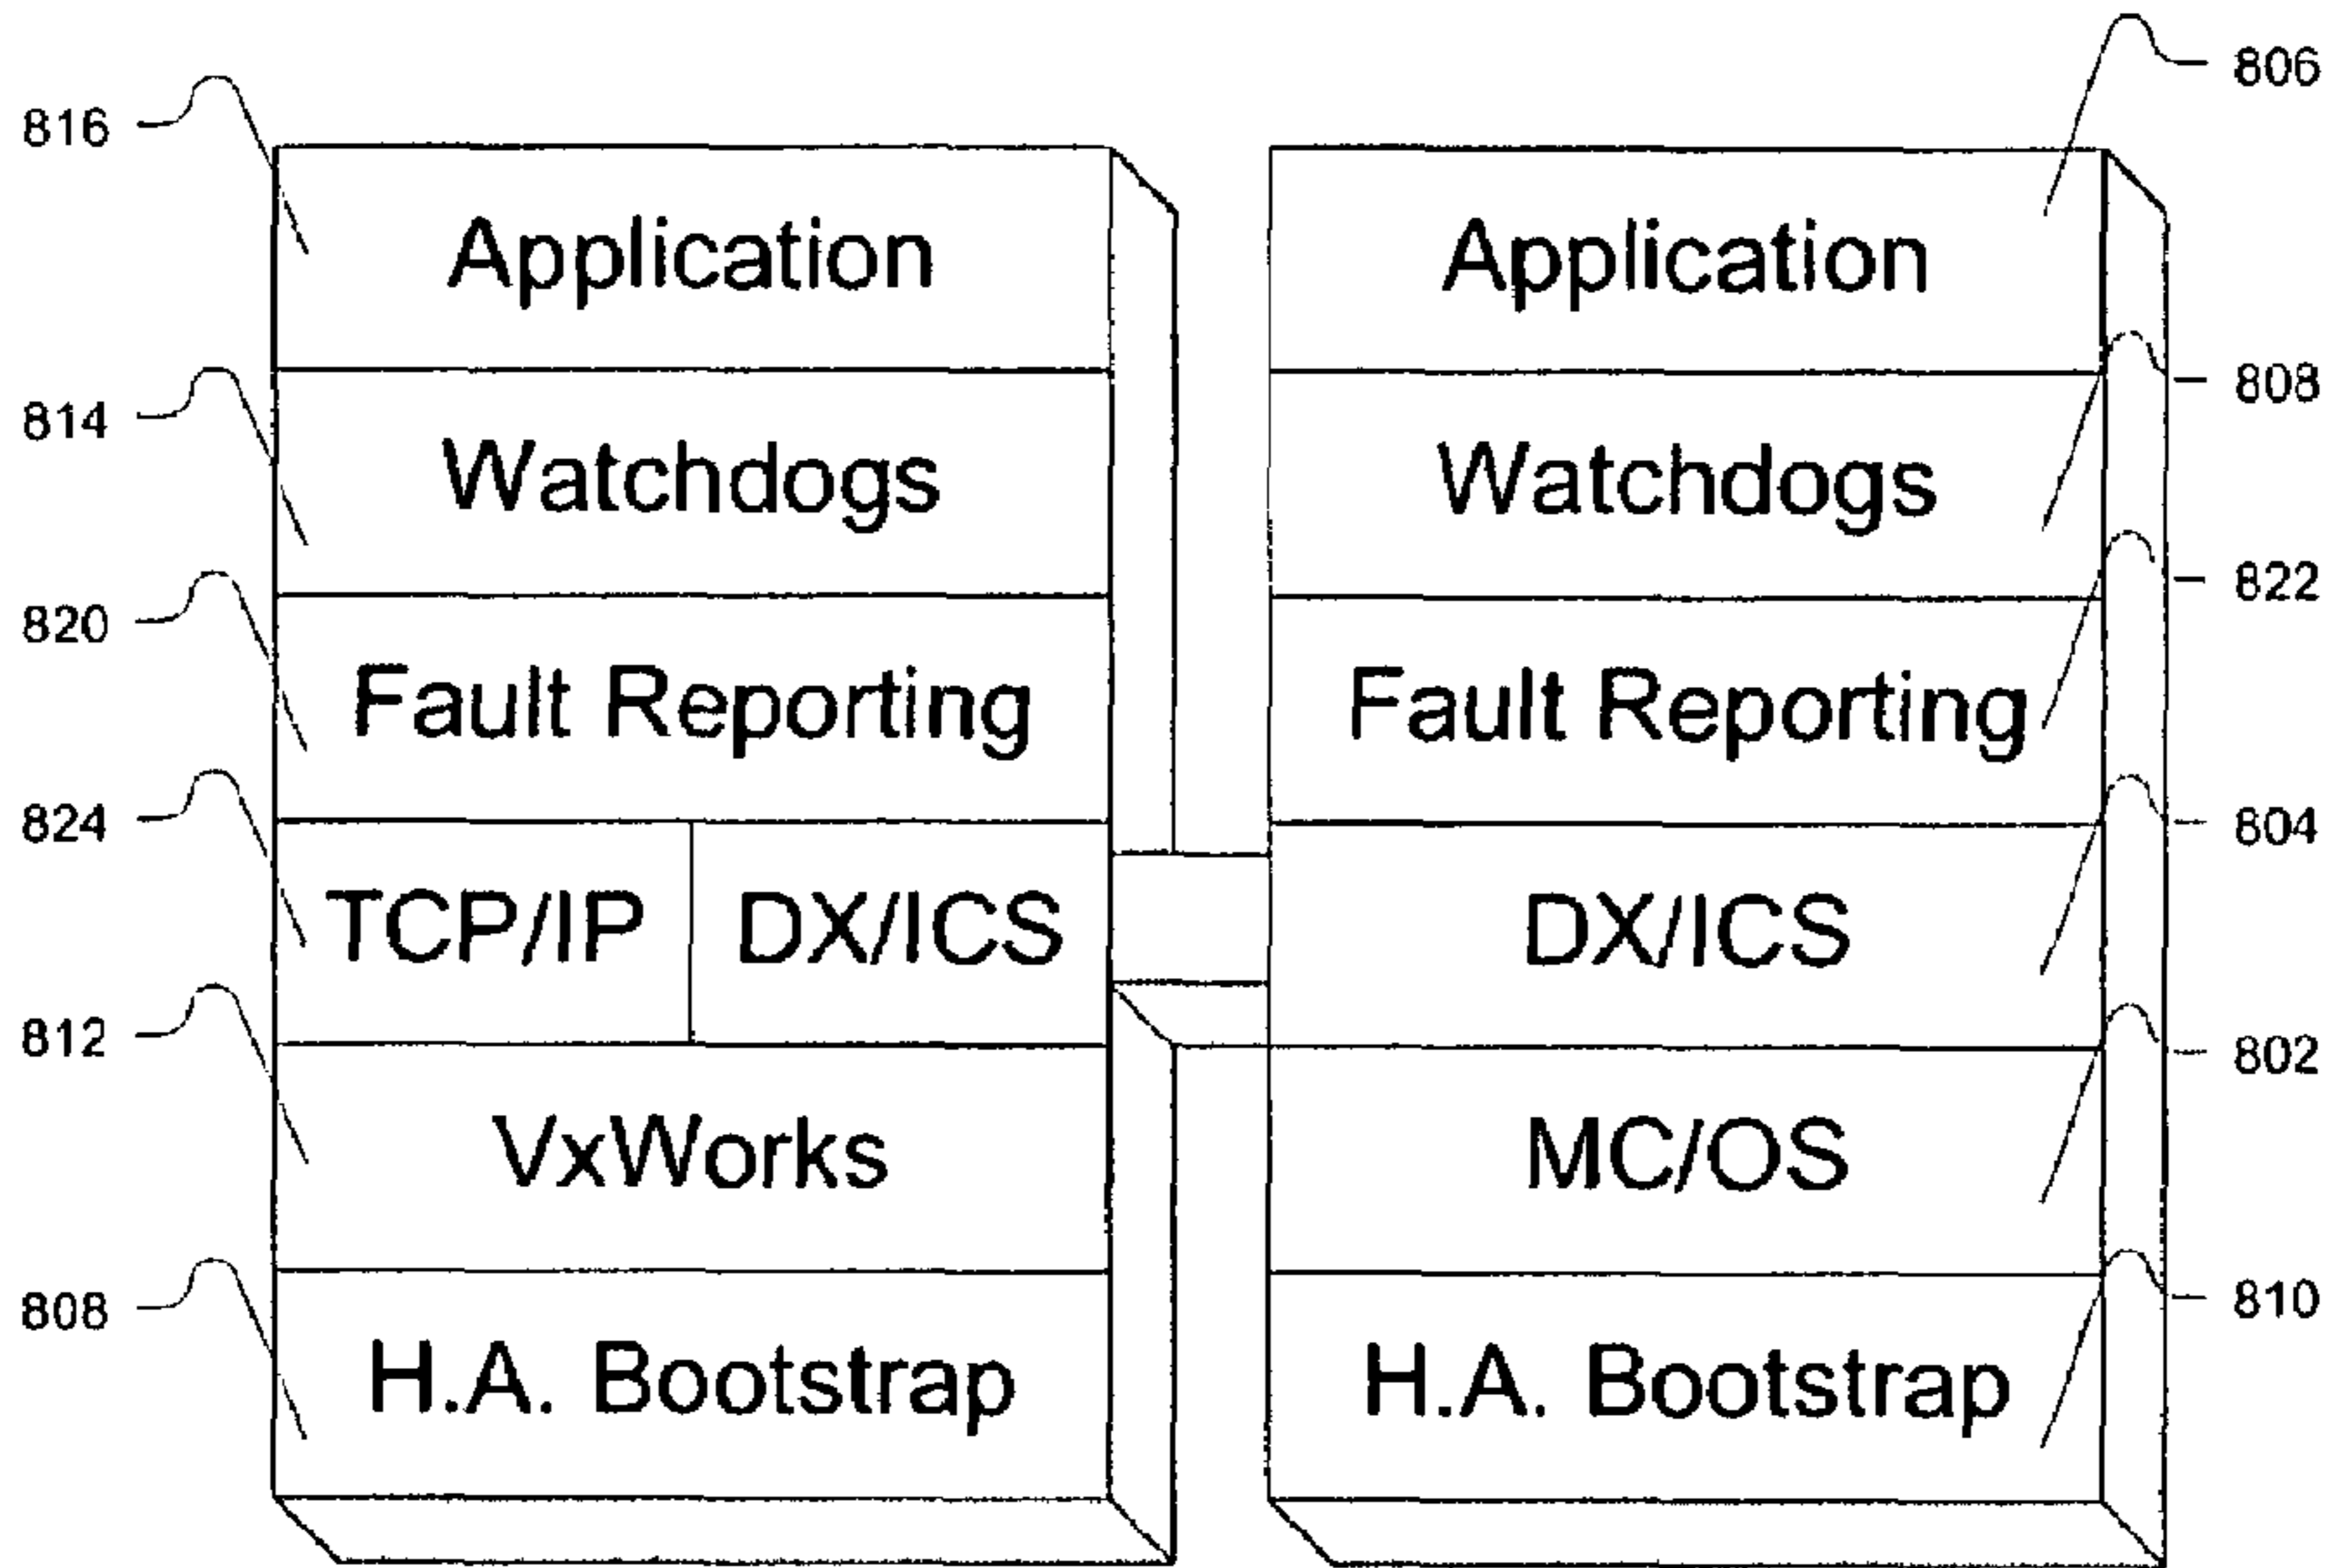 806
816
Application
Application
808
814
Watchdogs
Watchdogs
822
820
Fault Reporting
Fault Reporting
824
804
TCP/IP
DX/ICS
DX/ICS
812
802
VxWorks
MC/OS
808
810
H.A. Bootstrap
H.A. Bootstrap